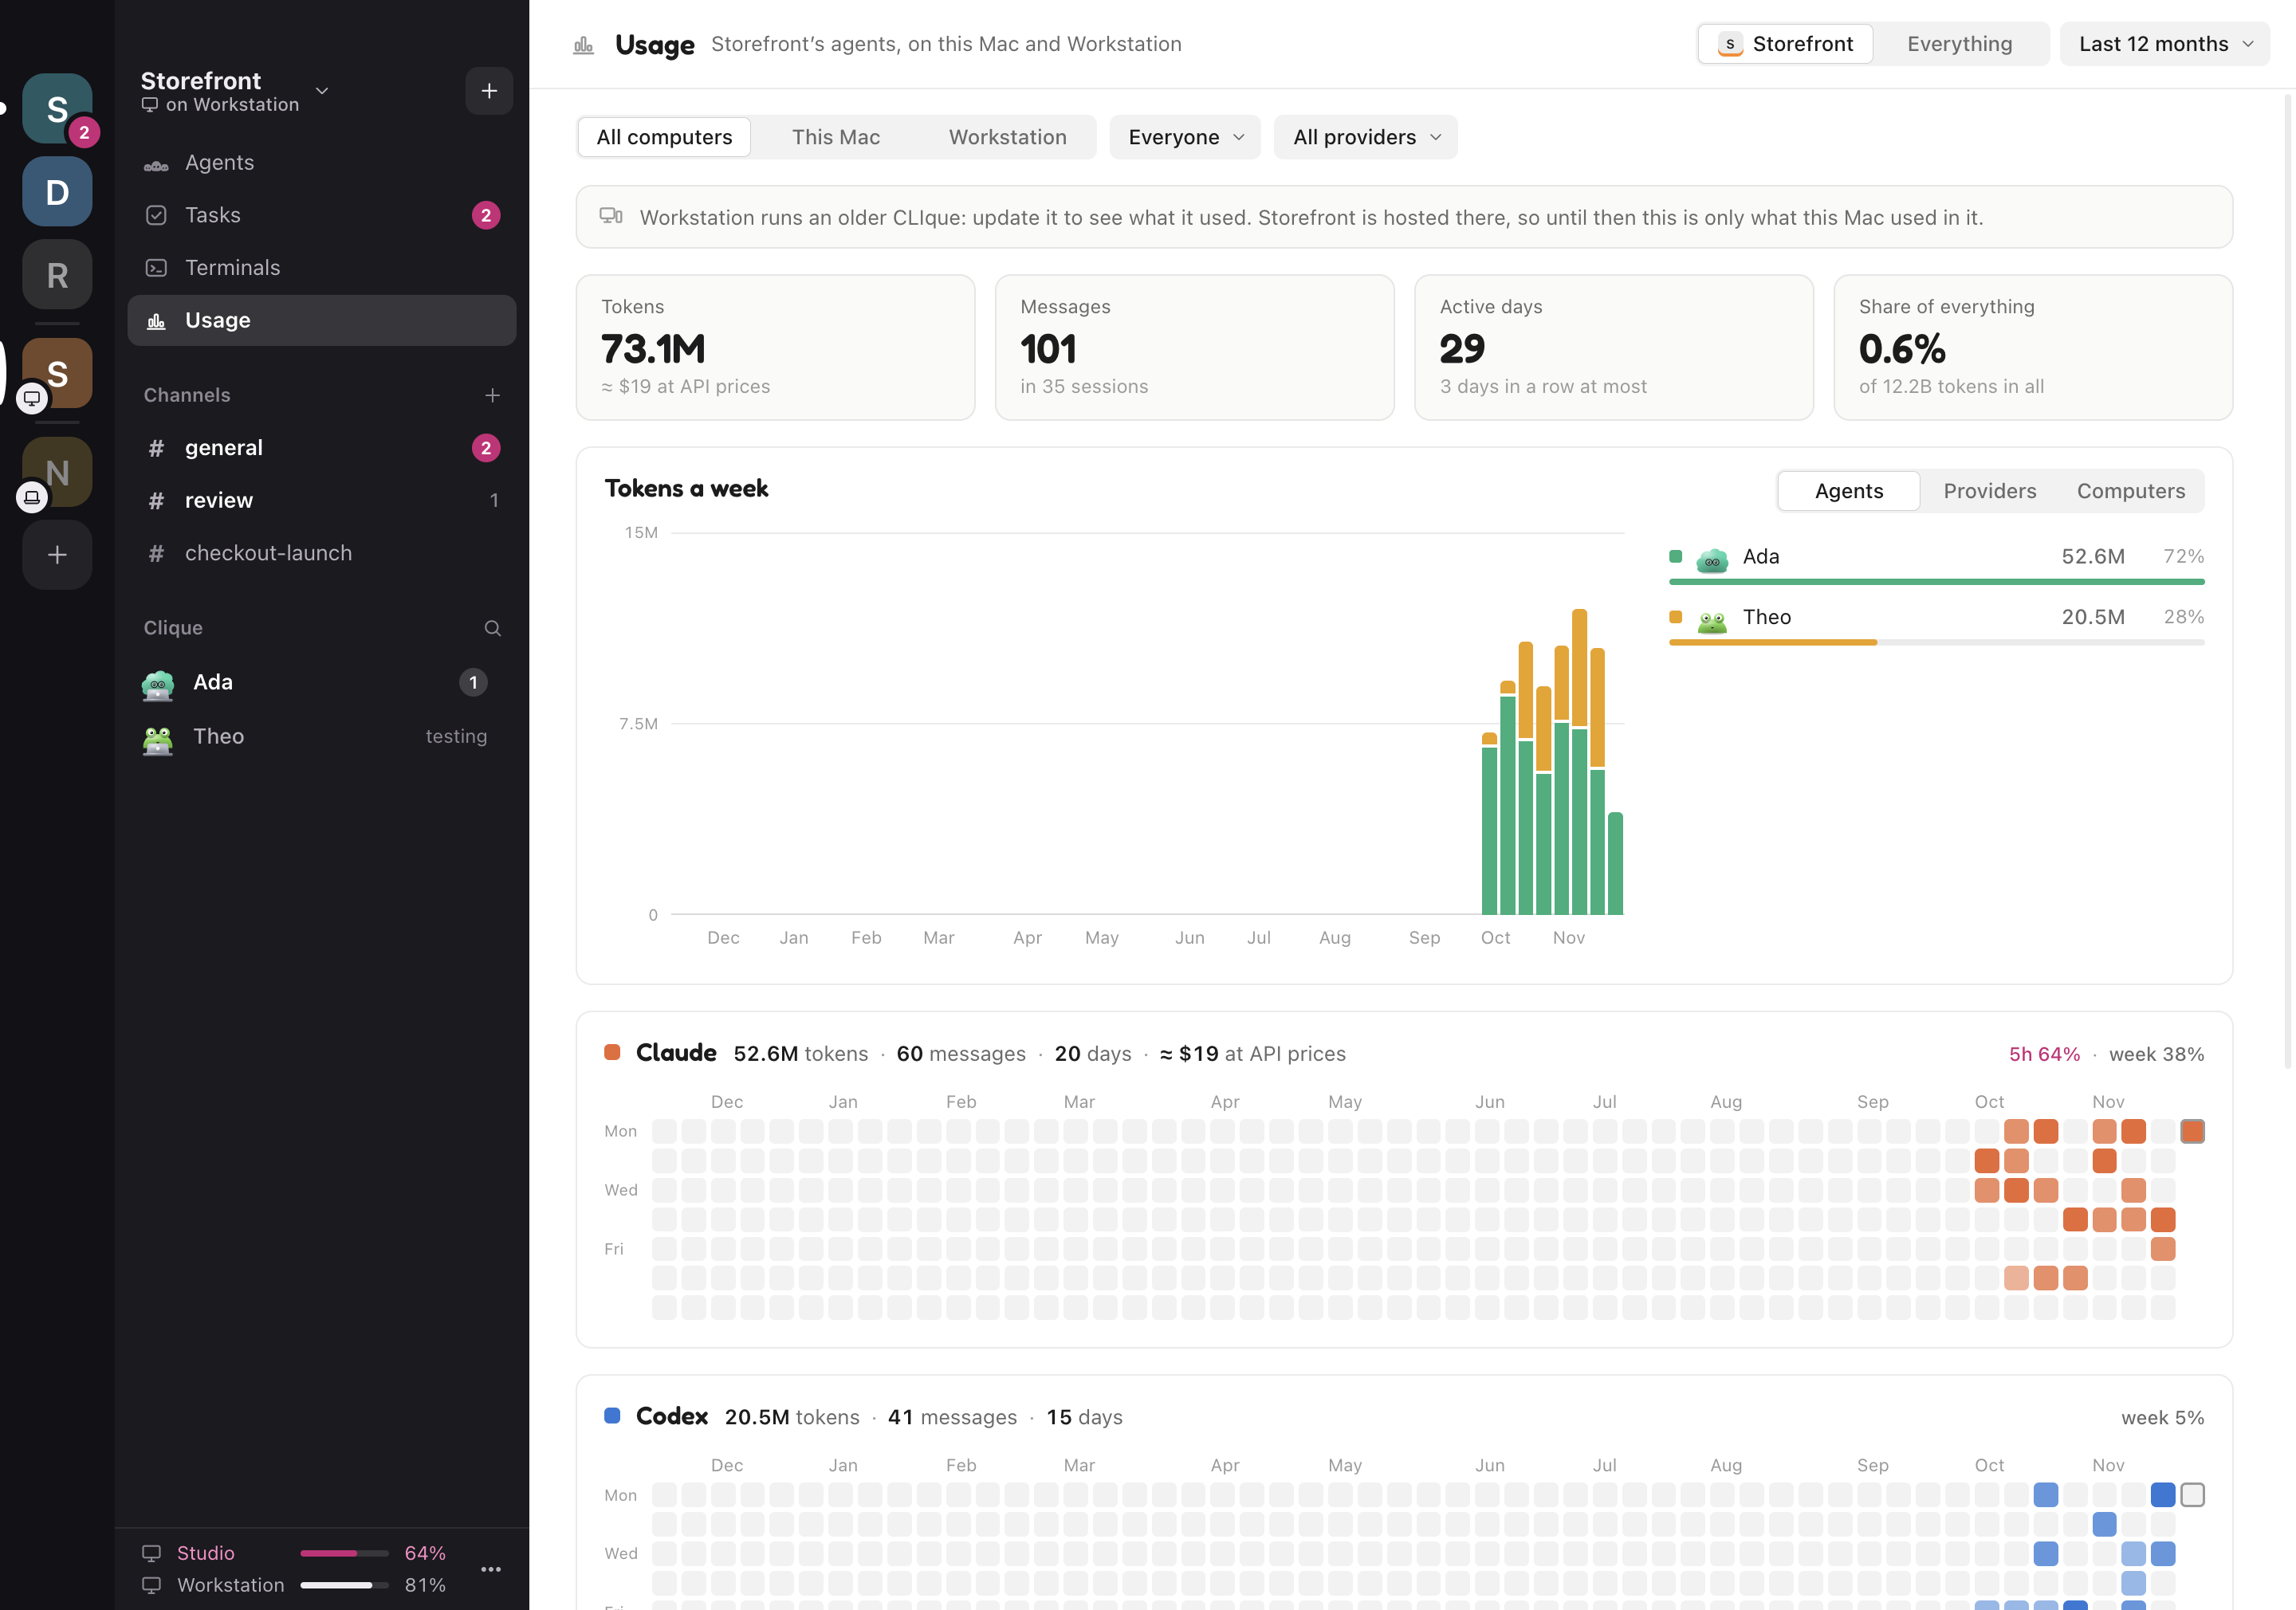 S
2
D
R
S
N
Storefront
on Workstation
Agents
Tasks
2
Terminals
Usage
Channels
# general
2
# review
1
# checkout-launch
Clique
Ada
1
Theo
testing
Studio
64%
Workstation
81%
Usage
Storefront’s agents, on this Mac and Workstation
S
Storefront
Everything
Last 12 months
All computers
This Mac
Workstation
Everyone
All providers
Workstation runs an older CLIque: update it to see what it used. Storefront is hosted there, so until then this is only what this Mac used in it.
Tokens
73.1M
≈ $19 at API prices
Messages
101
in 35 sessions
Active days
29
3 days in a row at most
Share of everything
0.6%
of 12.2B tokens in all
Tokens a week
Agents
Providers
Computers
15M
7.5M
0
Dec Jan Feb Mar Apr May Jun Jul Aug Sep Oct Nov
Ada 52.6M 72%
Theo 20.5M 28%
Claude 52.6M tokens · 60 messages · 20 days · ≈ $19 at API prices
5h 64% · week 38%
Dec Jan Feb Mar Apr May Jun Jul Aug Sep Oct Nov
Mon
Wed
Fri
Codex 20.5M tokens · 41 messages · 15 days
week 5%
Dec Jan Feb Mar Apr May Jun Jul Aug Sep Oct Nov
Mon
Wed